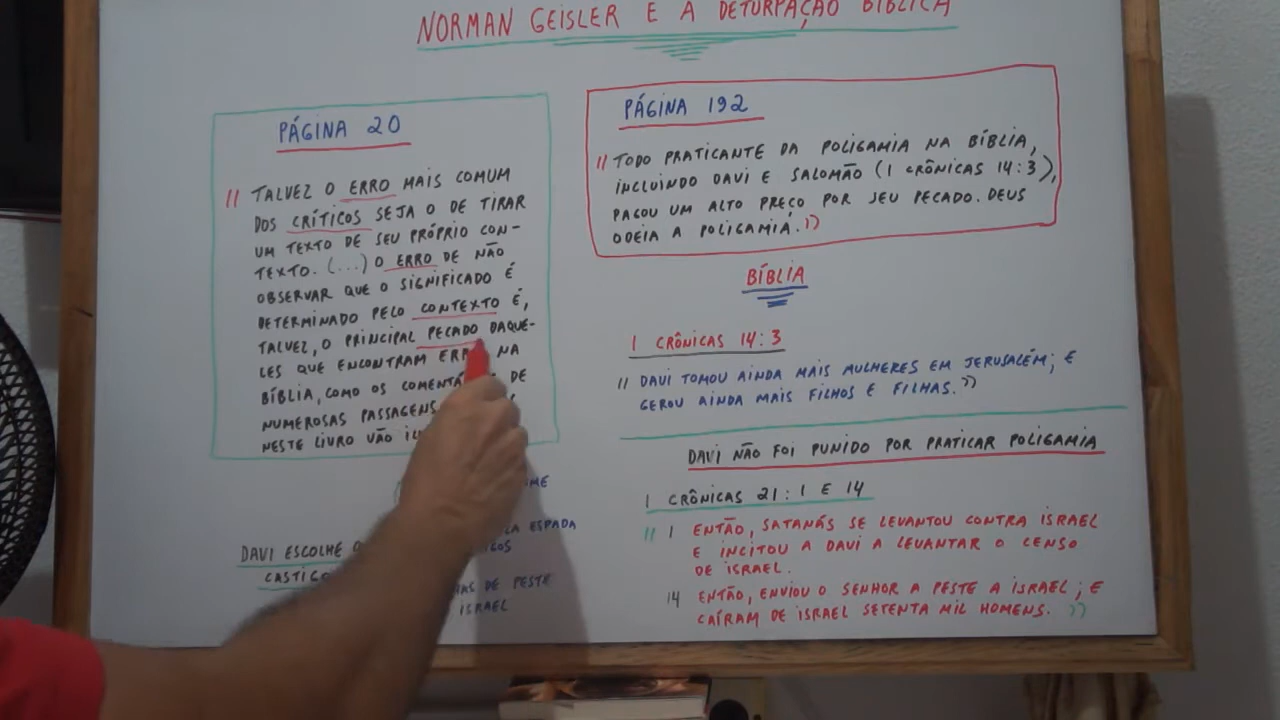 NORMAN GEISLER E A DETURPAÇÃO BÍBLICA
PÁGINA 20
" TALVEZ O ERRO MAIS COMUM
DOS CRÍTICOS SEJA O DE TIRAR
UM TEXTO DE SEU PRÓPRIO CON-
TEXTO. (...) O ERRO DE NÃO
OBSERVAR QUE O SIGNIFICADO É
DETERMINADO PELO CONTEXTO É,
TALVEZ, O PRINCIPAL PECADO DAQUE-
LES QUE ENCONTRAM NA
BÍBLIA, COMO OS DE
NUMEROSAS PASSAGENS
NESTE LIVRO VÃO
DAVI ESCOLHE
ESPADA
DE PESTE
ISRAEL
PÁGINA 192
" TODO PRATICANTE DA POLIGAMIA NA BÍBLIA,
INCLUINDO DAVI E SALOMÃO (1 CRÔNICAS 14:3),
PAGOU UM ALTO PREÇO POR SEU PECADO. DEUS
ODEIA A POLIGAMIA. "
BÍBLIA
1 CRÔNICAS 14:3
" DAVI TOMOU AINDA MAIS MULHERES EM JERUSALÉM; E
GEROU AINDA MAIS FILHOS E FILHAS. "
DAVI NÃO FOI PUNIDO POR PRATICAR POLIGAMIA
1 CRÔNICAS 21:1 E 14
" 1 ENTÃO, SATANÁS SE LEVANTOU CONTRA ISRAEL
E INCITOU A DAVI A LEVANTAR O CENSO
DE ISRAEL.
14 ENTÃO, ENVIOU O SENHOR A PESTE A ISRAEL; E
CAÍRAM DE ISRAEL SETENTA MIL HOMENS. "